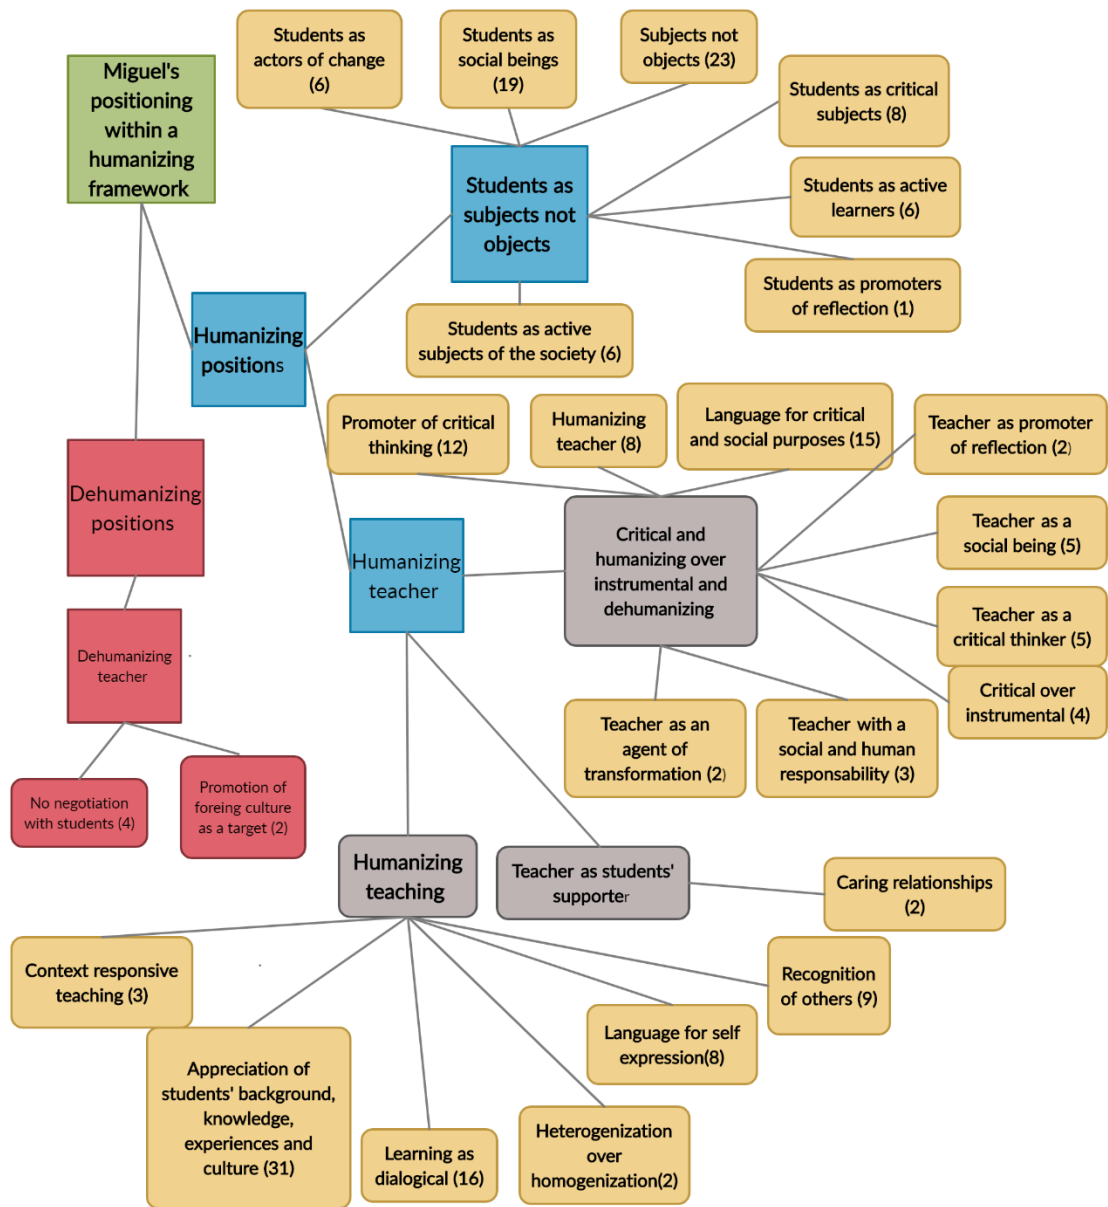 Students as
actors of change
(6)
Students as
social beings
(19)
Subjects not
objects (23)
Miguel's
positioning
within a
humanizing
framework
Students as critical
subjects (8)
Students as
subjects not
objects
Students as active
learners (6)
Students as promoters
of reflection (1)
Humanizing
positions
Students as active
subjects of the society (6)
Promoter of critical
thinking (12)
Humanizing
teacher (8)
Language for critical
and social purposes (15)
Teacher as promoter
of reflection (2)
Dehumanizing
positions
Humanizing
teacher
Critical and
humanizing over
instrumental and
dehumanizing
Teacher as a
social being (5)
Teacher as a
critical thinker (5)
Critical over
instrumental (4)
Dehumanizing
teacher
Teacher as an
agent of
transformation (2)
Teacher with a
social and human
responsability (3)
No negotiation
with students (4)
Promotion of
foreing culture
as a target (2)
Humanizing
teaching
Teacher as students'
supporter
Caring relationships
(2)
Context responsive
teaching (3)
Recognition
of others (9)
Language for self
expression(8)
Appreciation of
students' background,
knowledge,
experiences and
culture (31)
Learning as
dialogical (16)
Heterogenization
over
homogenization(2)